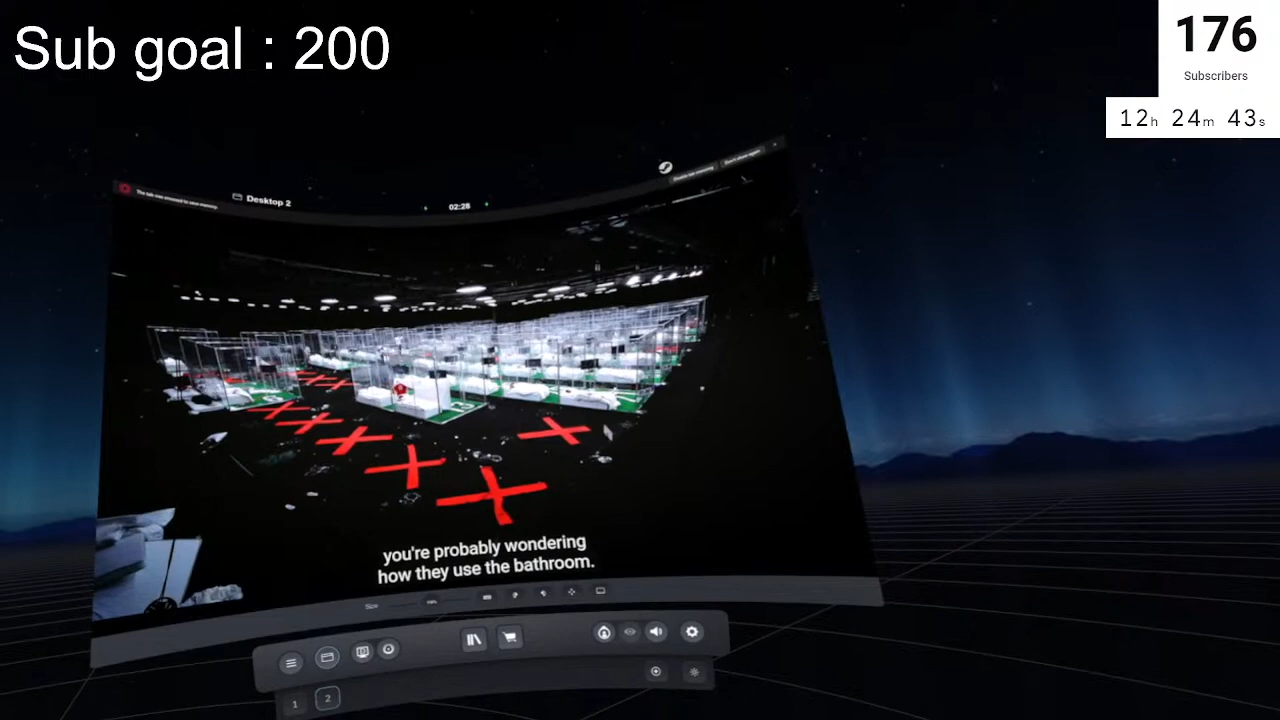 Sub goal : 200
176
Subscribers
12h 24m 43s
Desktop 2
02:28
you're probably wondering
how they use the bathroom.
1
2